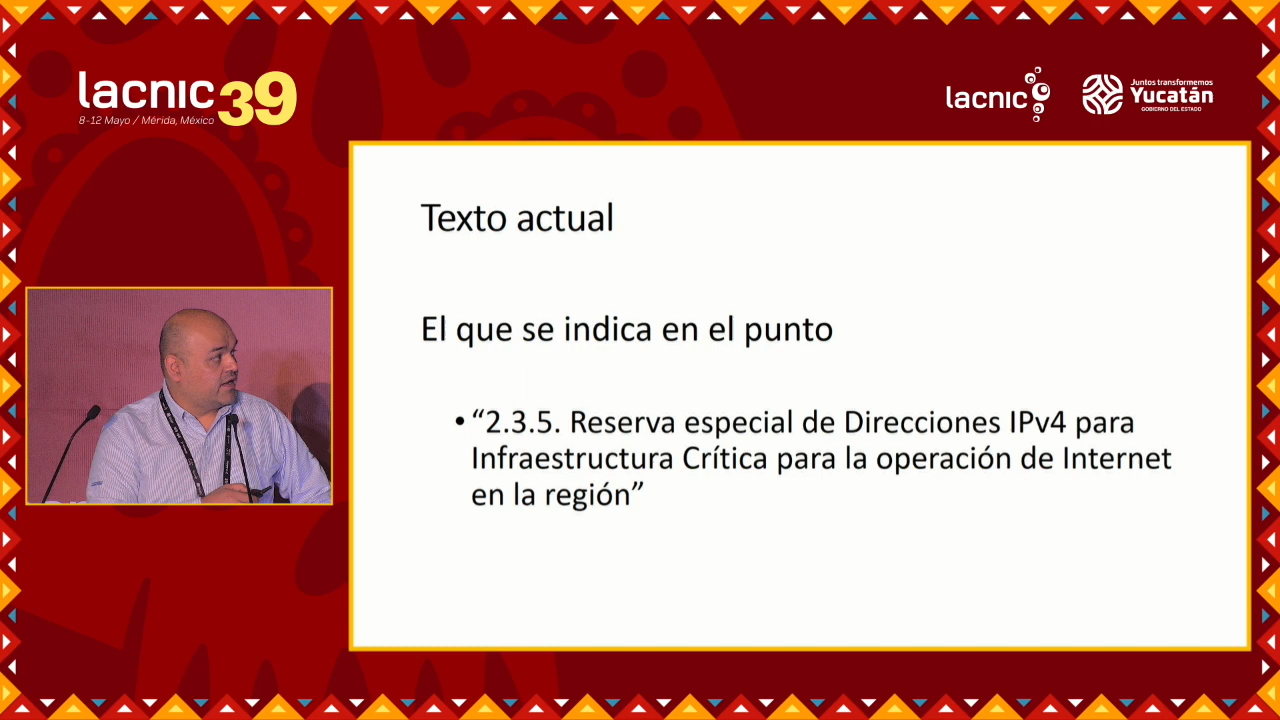 lacnic 39
8-12 Mayo / Mérida, México
lacnic
Juntos transformemos
Yucatán
GOBIERNO DEL ESTADO
Texto actual
El que se indica en el punto
• “2.3.5. Reserva especial de Direcciones IPv4 para
Infraestructura Crítica para la operación de Internet
en la región”